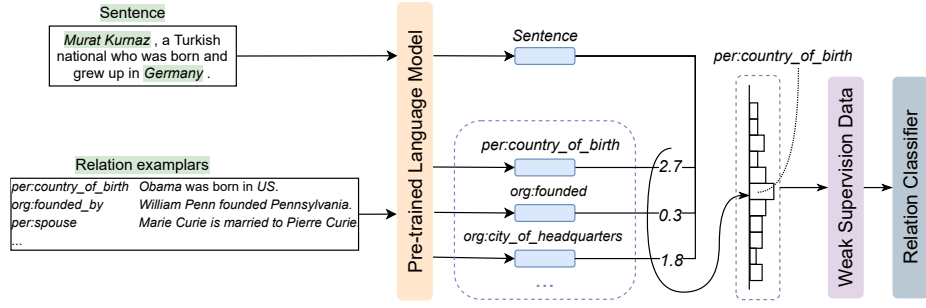 Sentence
Murat Kurnaz , a Turkish
national who was born and
grew up in Germany .
Relation examplars
per:country_of_birth Obama was born in US.
org:founded_by William Penn founded Pennsylvania.
per:spouse Marie Curie is married to Pierre Curie.
...
Pre-trained Language Model
Sentence
per:country_of_birth
org:founded
org:city_of_headquarters
...
2.7
0.3
1.8
per:country_of_birth
Weak Supervision Data
Relation Classifier